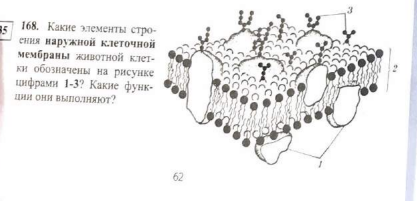 35
168. Какие элементы стро-
ения наружной клеточной
мембраны животной клет-
ки обозначены на рисунке
цифрами 1-3? Какие функ-
ции они выполняют?
3
2
1
62